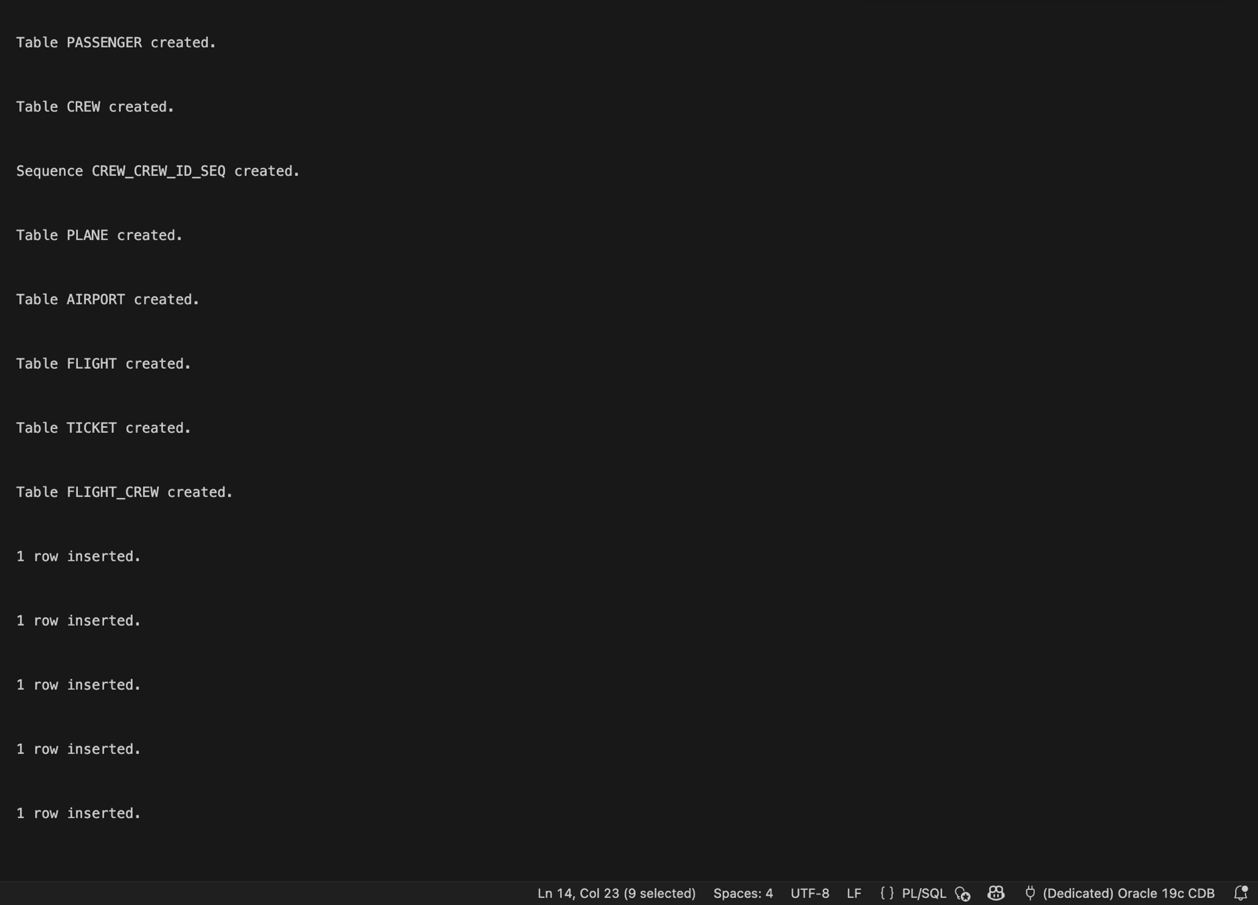 Table PASSENGER created.
Table CREW created.
Sequence CREW_CREW_ID_SEQ created.
Table PLANE created.
Table AIRPORT created.
Table FLIGHT created.
Table TICKET created.
Table FLIGHT_CREW created.
1 row inserted.
1 row inserted.
1 row inserted.
1 row inserted.
1 row inserted.
Ln 14, Col 23 (9 selected) Spaces: 4 UTF-8 LF {} PL/SQL (Dedicated) Oracle 19c CDB